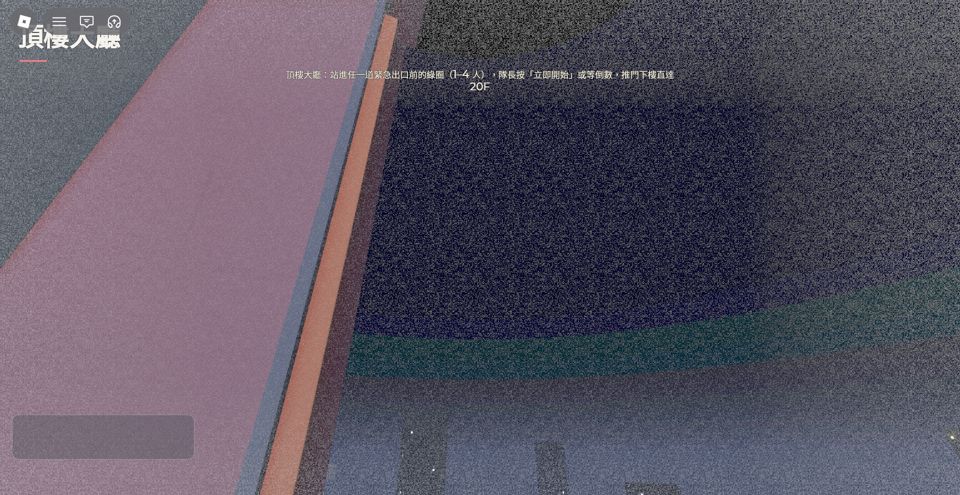 頂樓大廳
頂樓大廳：站進任一道緊急出口前的綠圈（1–4 人），隊長按「立即開始」或等倒數，推門下樓直達
20F